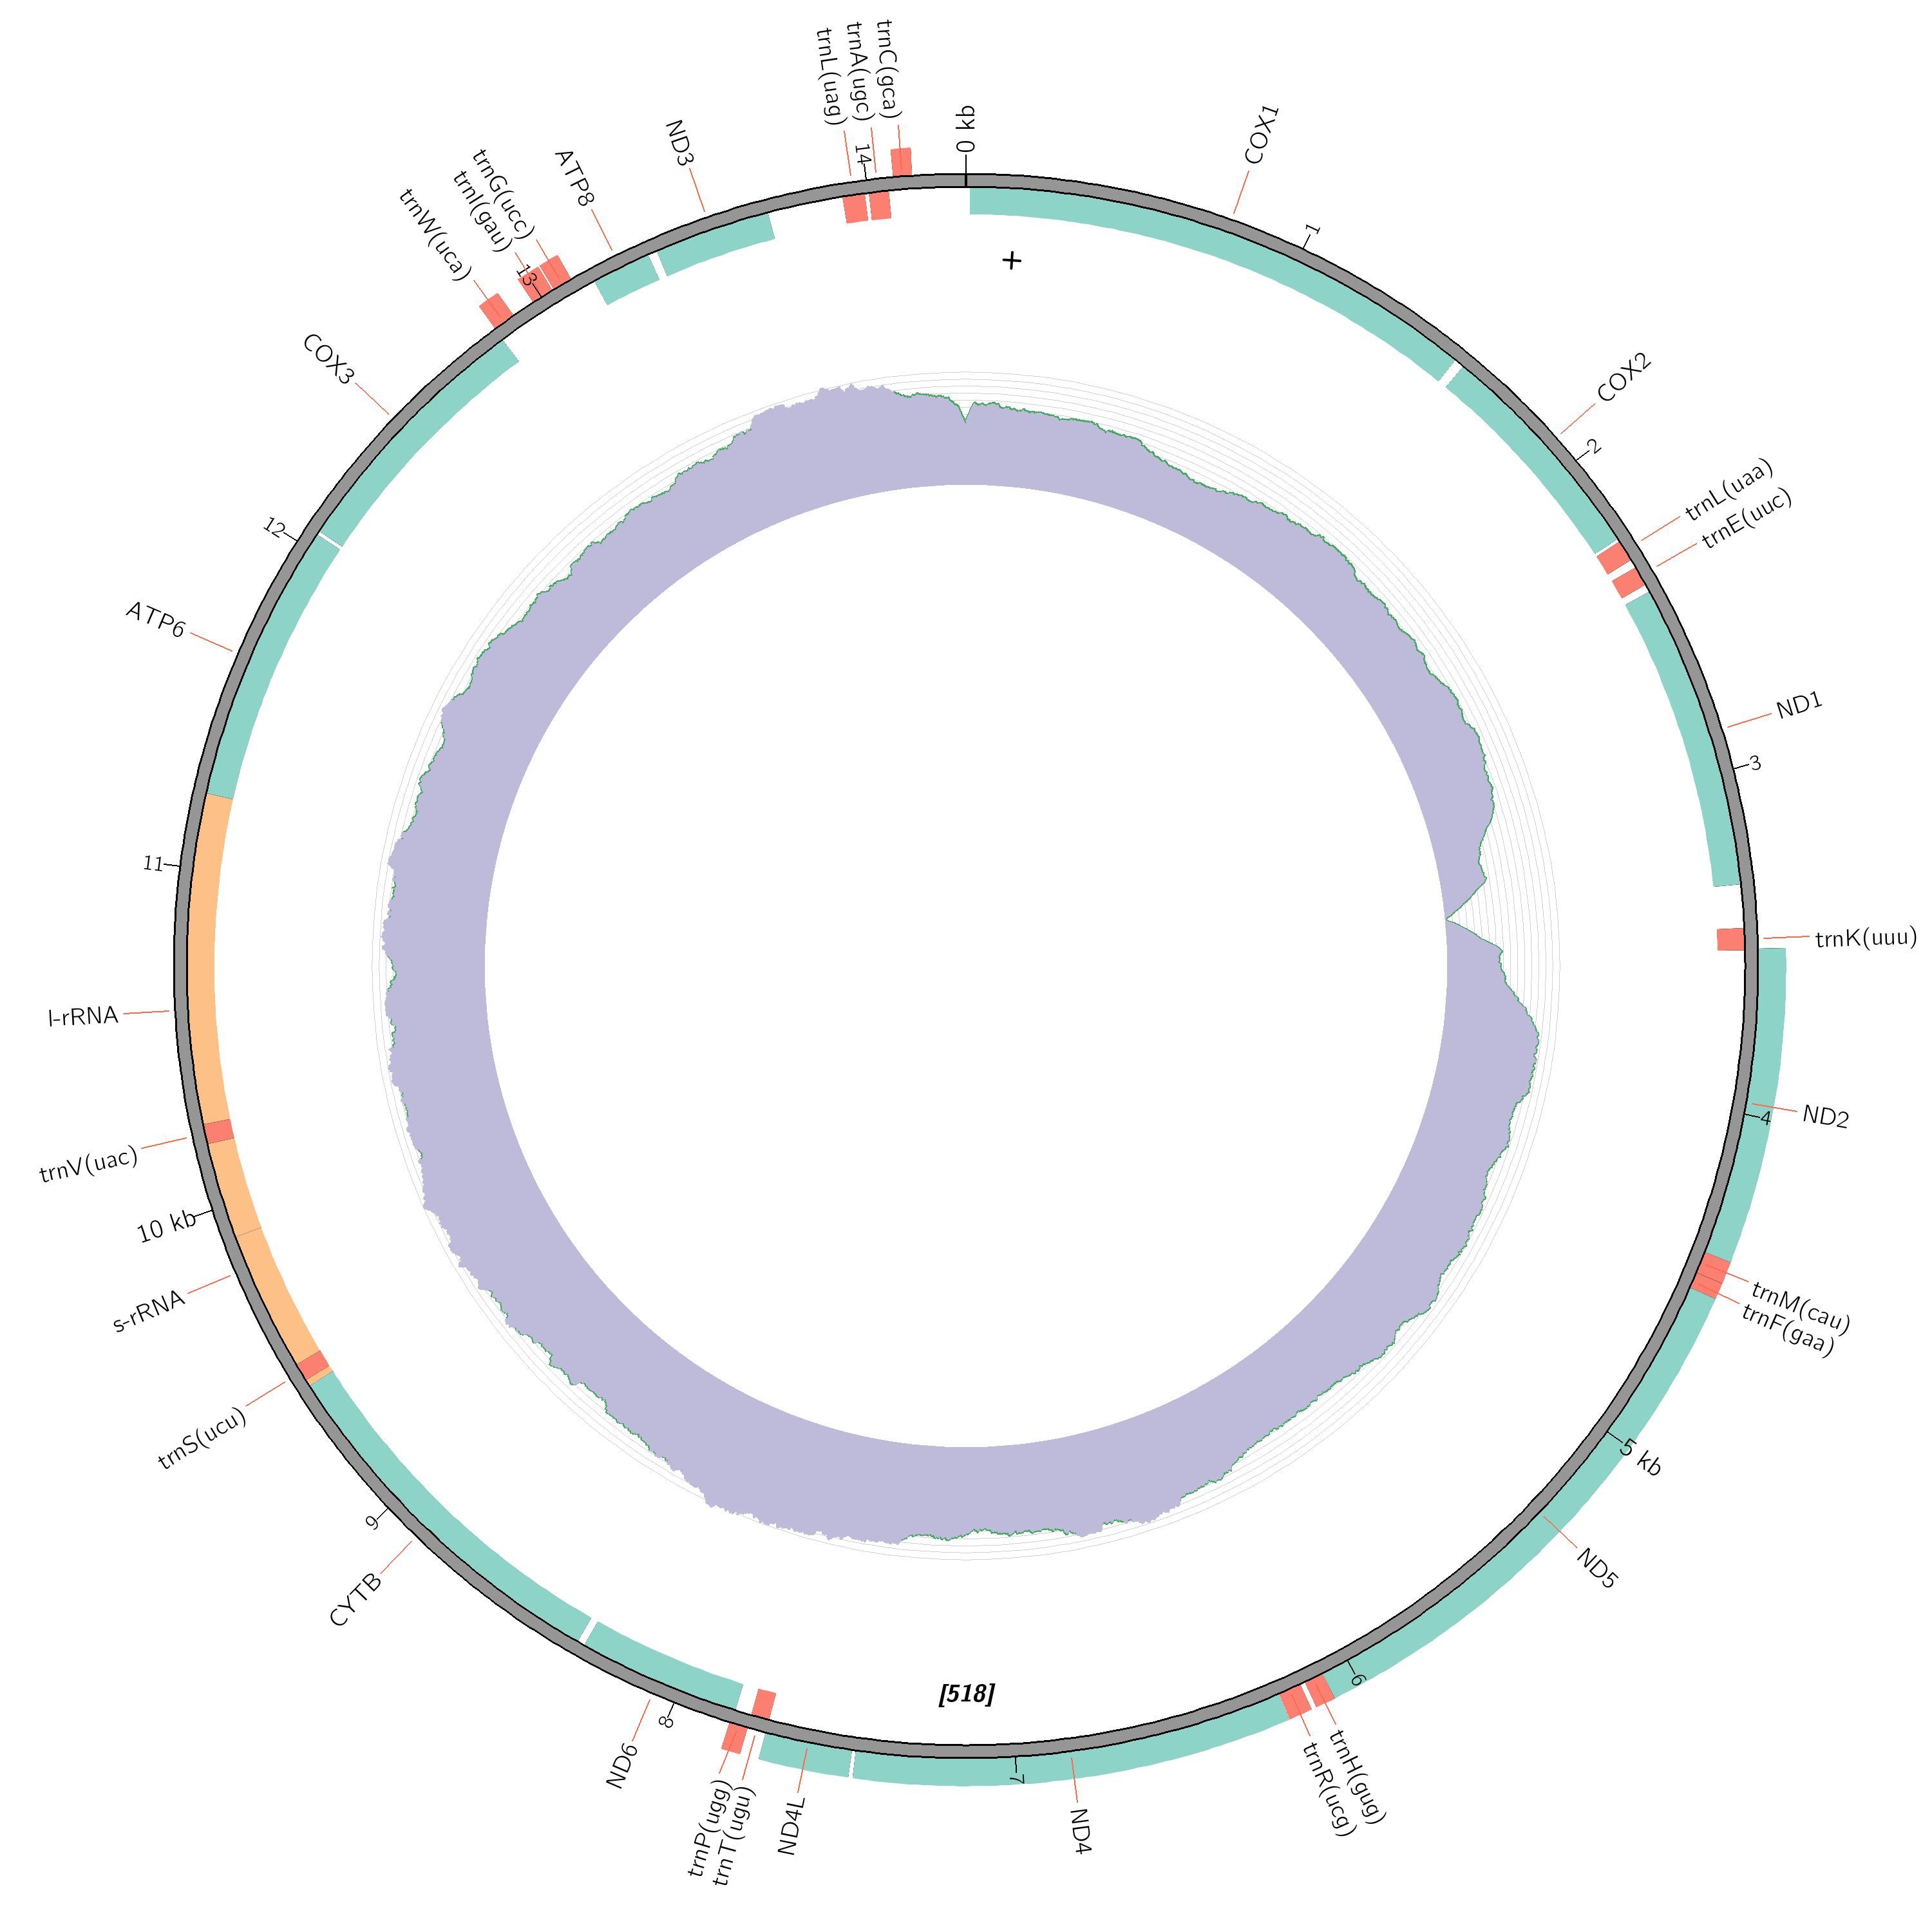 0 kb
COX1
1
COX2
2
trnL(uaa)
trnE(uuc)
ND1
3
trnK(uuu)
ND2
4
trnM(cau)
trnF(gaa)
5 kb
ND5
6
trnH(gug)
trnR(ucg)
ND4
7
ND4L
trnT(ugu)
trnP(ugg)
8
ND6
CYTB
9
trnS(ucu)
s-rRNA
10 kb
trnV(uac)
l-rRNA
11
ATP6
12
COX3
trnW(uca)
trnI(gau)
13
trnG(ucc)
ATP8
ND3
trnL(uag)
14
trnA(ugc)
trnC(gca)
+
[518]